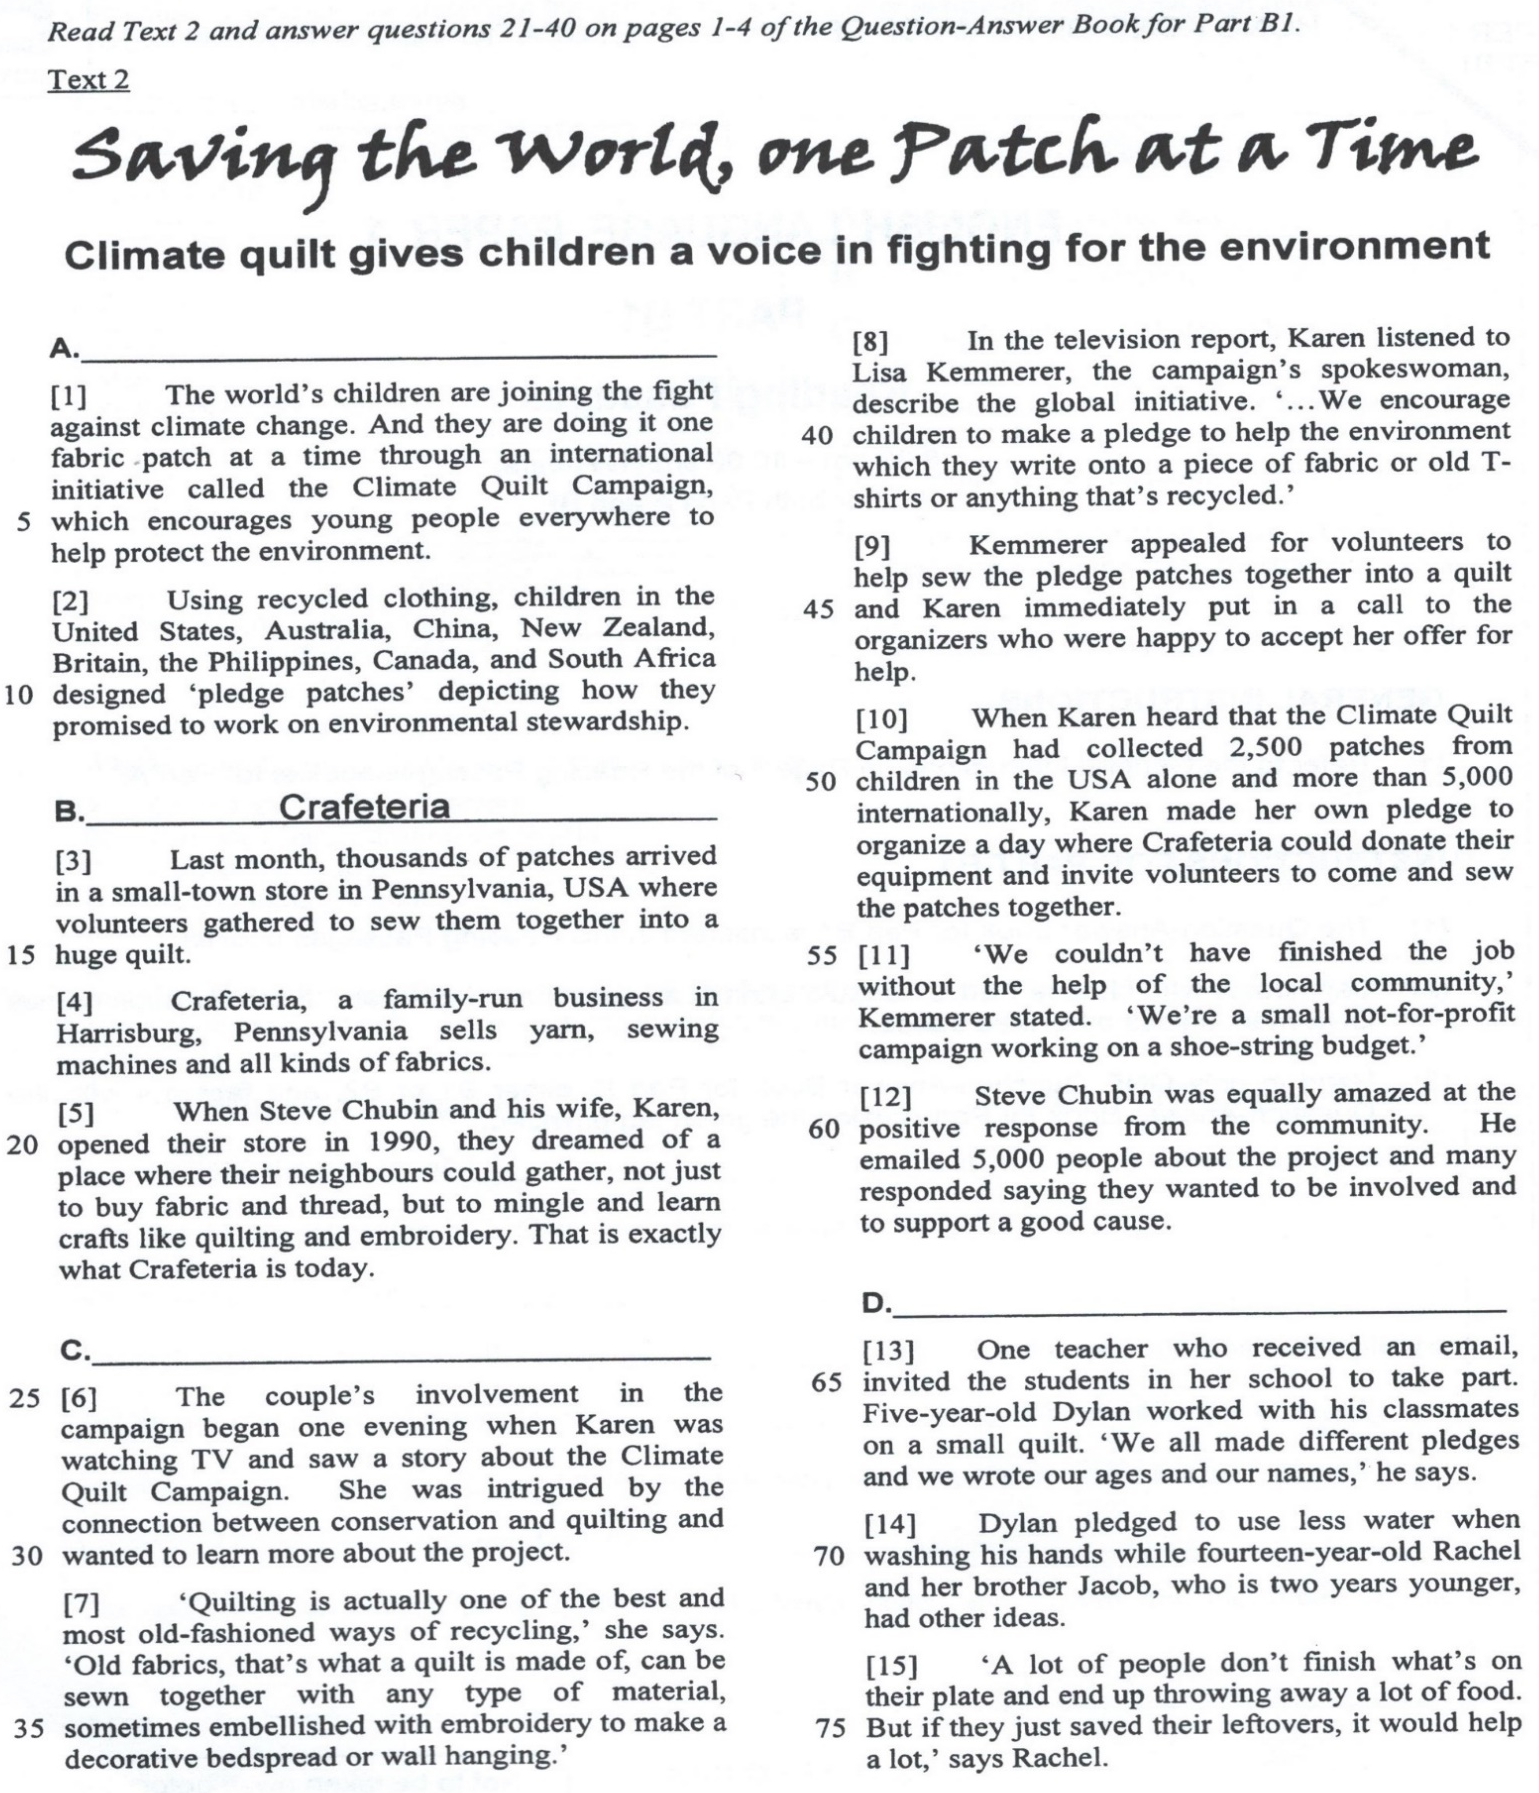 Read Text 2 and answer questions 21-40 on pages 1-4 of the Question-Answer Book for Part B1.
Text 2
Saving the World, one Patch at a Time
Climate quilt gives children a voice in fighting for the environment
A.
[1] The world's children are joining the fight
against climate change. And they are doing it one
fabric patch at a time through an international
initiative called the Climate Quilt Campaign,
5 which encourages young people everywhere to
help protect the environment.
[2] Using recycled clothing, children in the
United States, Australia, China, New Zealand,
Britain, the Philippines, Canada, and South Africa
10 designed 'pledge patches' depicting how they
promised to work on environmental stewardship.
B. Crafeteria
[3] Last month, thousands of patches arrived
in a small-town store in Pennsylvania, USA where
volunteers gathered to sew them together into a
15 huge quilt.
[4] Crafeteria, a family-run business in
Harrisburg, Pennsylvania sells yarn, sewing
machines and all kinds of fabrics.
[5] When Steve Chubin and his wife, Karen,
20 opened their store in 1990, they dreamed of a
place where their neighbours could gather, not just
to buy fabric and thread, but to mingle and learn
crafts like quilting and embroidery. That is exactly
what Crafeteria is today.
C.
25 [6] The couple's involvement in the
campaign began one evening when Karen was
watching TV and saw a story about the Climate
Quilt Campaign. She was intrigued by the
connection between conservation and quilting and
30 wanted to learn more about the project.
[7] 'Quilting is actually one of the best and
most old-fashioned ways of recycling,' she says.
'Old fabrics, that's what a quilt is made of, can be
sewn together with any type of material,
35 sometimes embellished with embroidery to make a
decorative bedspread or wall hanging.'
[8] In the television report, Karen listened to
Lisa Kemmerer, the campaign's spokeswoman,
describe the global initiative. '...We encourage
40 children to make a pledge to help the environment
which they write onto a piece of fabric or old T-
shirts or anything that's recycled.'
[9] Kemmerer appealed for volunteers to
help sew the pledge patches together into a quilt
45 and Karen immediately put in a call to the
organizers who were happy to accept her offer for
help.
[10] When Karen heard that the Climate Quilt
Campaign had collected 2,500 patches from
50 children in the USA alone and more than 5,000
internationally, Karen made her own pledge to
organize a day where Crafeteria could donate their
equipment and invite volunteers to come and sew
the patches together.
55 [11] 'We couldn't have finished the job
without the help of the local community,'
Kemmerer stated. 'We're a small not-for-profit
campaign working on a shoe-string budget.'
[12] Steve Chubin was equally amazed at the
60 positive response from the community. He
emailed 5,000 people about the project and many
responded saying they wanted to be involved and
to support a good cause.
D.
[13] One teacher who received an email,
65 invited the students in her school to take part.
Five-year-old Dylan worked with his classmates
on a small quilt. 'We all made different pledges
and we wrote our ages and our names,' he says.
[14] Dylan pledged to use less water when
70 washing his hands while fourteen-year-old Rachel
and her brother Jacob, who is two years younger,
had other ideas.
[15] 'A lot of people don't finish what's on
their plate and end up throwing away a lot of food.
75 But if they just saved their leftovers, it would help
a lot,' says Rachel.